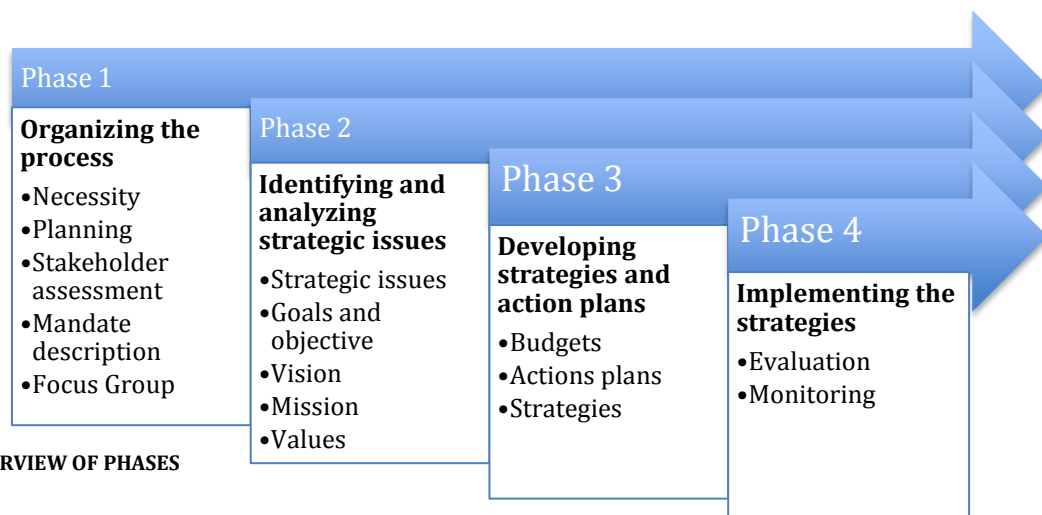 Phase 1
Organizing the
process
•Necessity
•Planning
•Stakeholder
assessment
•Mandate
description
•Focus Group
Phase 2
Identifying and
analyzing
strategic issues
•Strategic issues
•Goals and
objective
•Vision
•Mission
•Values
Phase 3
Developing
strategies and
action plans
•Budgets
•Actions plans
•Strategies
Phase 4
Implementing the
strategies
•Evaluation
•Monitoring
RVIEW OF PHASES